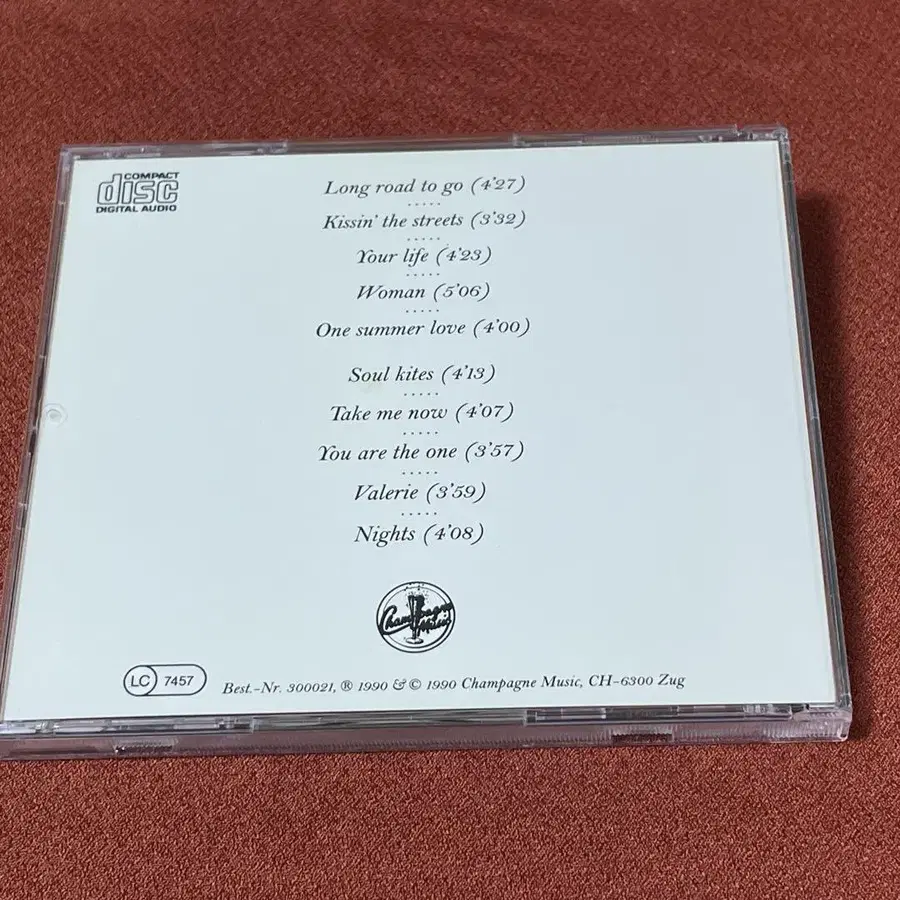 COMPACT
disc
DIGITAL AUDIO
Long road to go (4'27)
Kissin' the streets (3'32)
Your life (4'23)
Woman (5'06)
One summer love (4'00)
Soul kites (4'13)
Take me now (4'07)
You are the one (3'57)
Valerie (3'59)
Nights (4'08)
Champagne
Music
LC 7457
Best.-Nr. 300021, ® 1990 & © 1990 Champagne Music, CH-6300 Zug